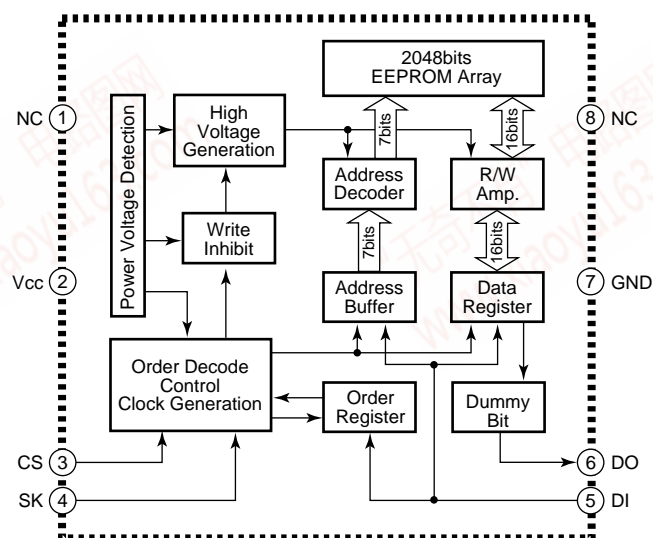 2048bits
EEPROM Array
NC 1
High
Voltage
Generation
7bits
16bits
8 NC
Power Voltage Detection
Address
Decoder
R/W
Amp.
Write
Inhibit
7bits
16bits
Vcc 2
Address
Buffer
Data
Register
7 GND
Order Decode
Control
Clock Generation
Order
Register
Dummy
Bit
CS 3
6 DO
SK 4
5 DI